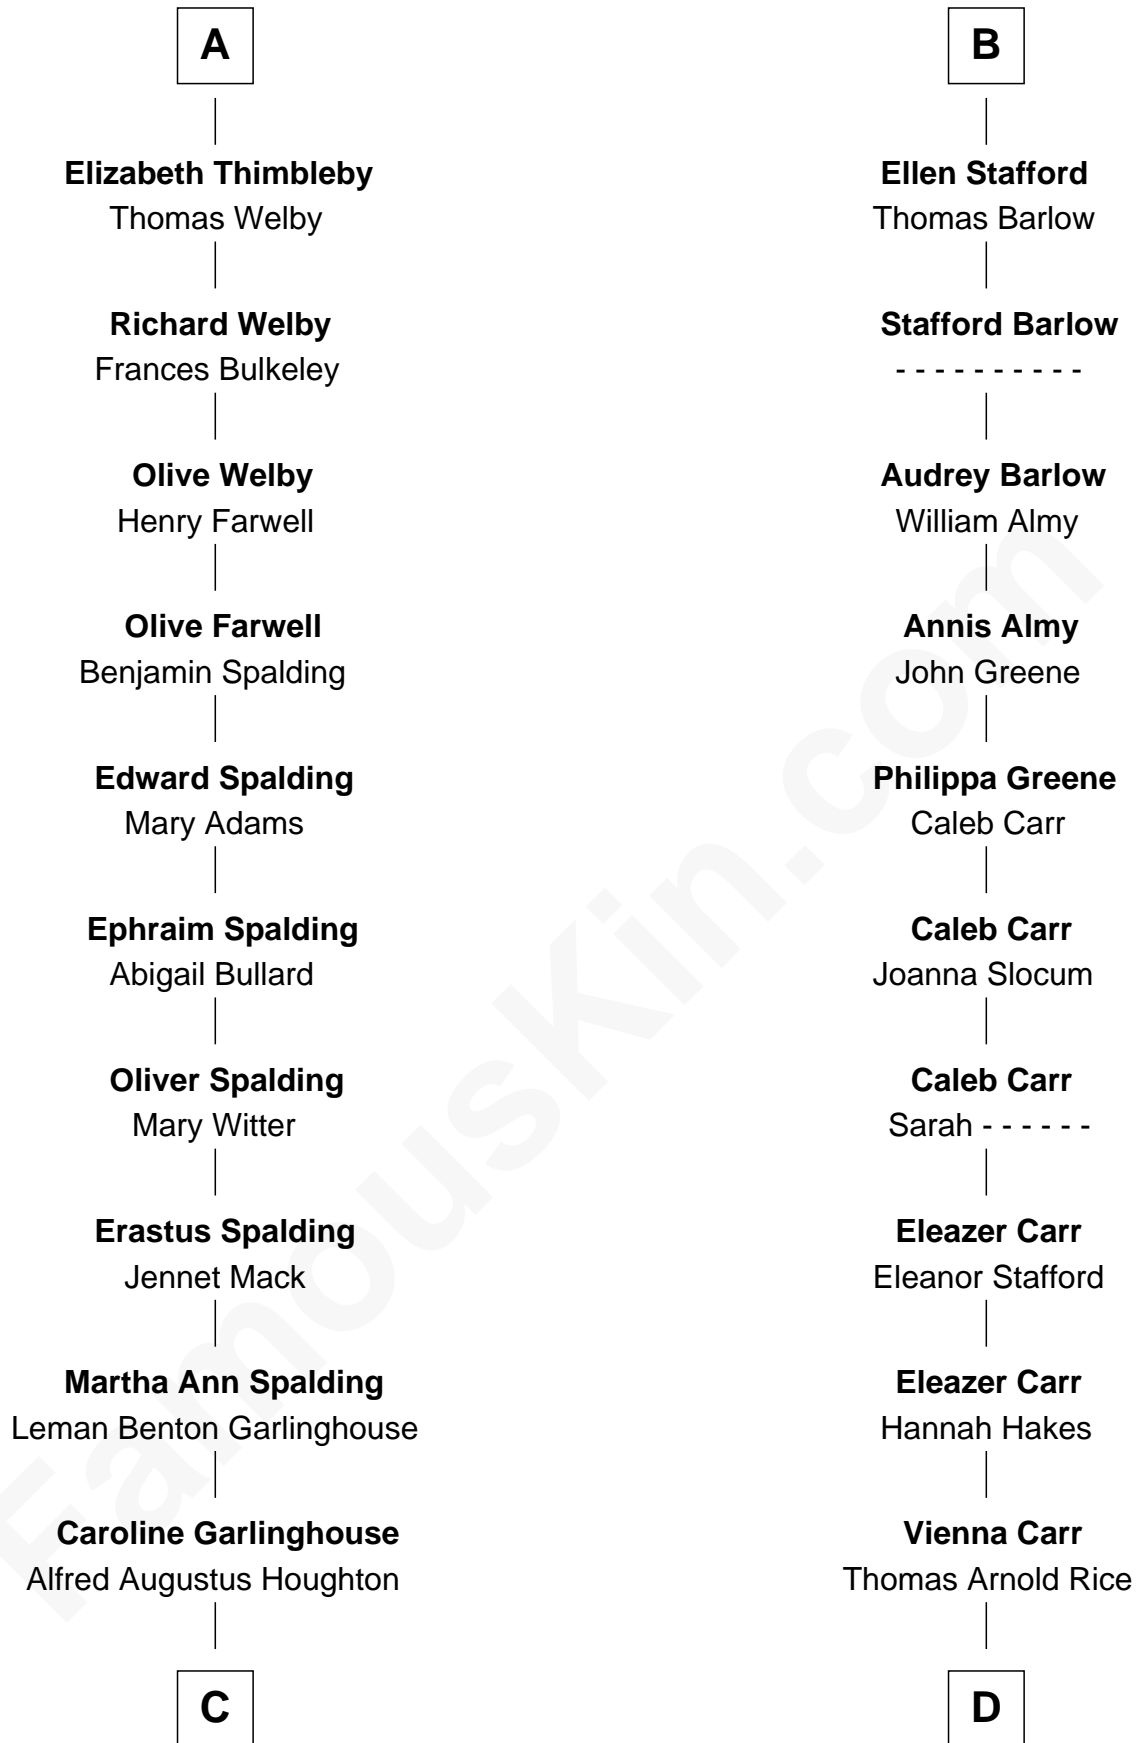 A
Elizabeth Thimbleby
Thomas Welby
Richard Welby
Frances Bulkeley
Olive Welby
Henry Farwell
Olive Farwell
Benjamin Spalding
Edward Spalding
Mary Adams
Ephraim Spalding
Abigail Bullard
Oliver Spalding
Mary Witter
Erastus Spalding
Jennet Mack
Martha Ann Spalding
Leman Benton Garlinghouse
Caroline Garlinghouse
Alfred Augustus Houghton
C
B
Ellen Stafford
Thomas Barlow
Stafford Barlow
- - - - - - - - - -
Audrey Barlow
William Almy
Annis Almy
John Greene
Philippa Greene
Caleb Carr
Caleb Carr
Joanna Slocum
Caleb Carr
Sarah - - - - - -
Eleazer Carr
Eleanor Stafford
Eleazer Carr
Hannah Hakes
Vienna Carr
Thomas Arnold Rice
D
FamousKin.com